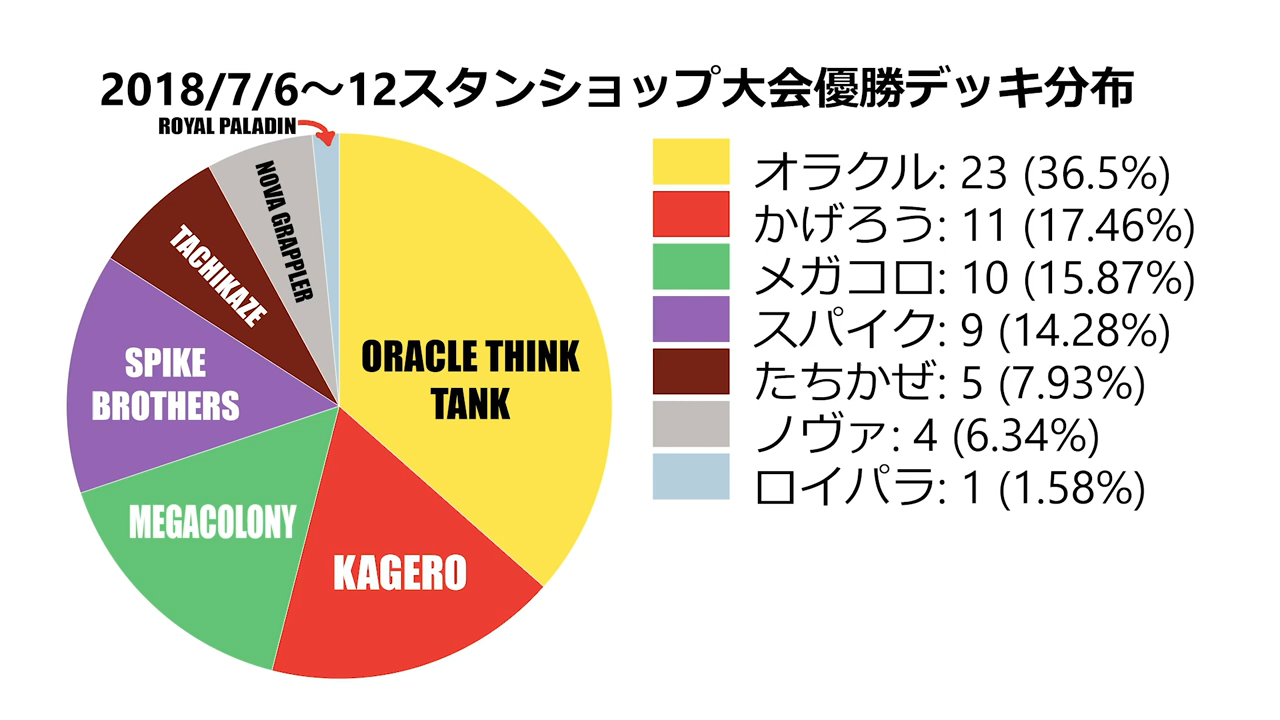 2018/7/6～12スタンショップ大会優勝デッキ分布
ROYAL PALADIN
NOVA GRAPPLER
TACHIKAZE
SPIKE
BROTHERS
MEGACOLONY
KAGERO
ORACLE THINK
TANK
オラクル: 23 (36.5%)
かげろう: 11 (17.46%)
メガコロ: 10 (15.87%)
スパイク: 9 (14.28%)
たちかぜ: 5 (7.93%)
ノヴァ: 4 (6.34%)
ロイパラ: 1 (1.58%)